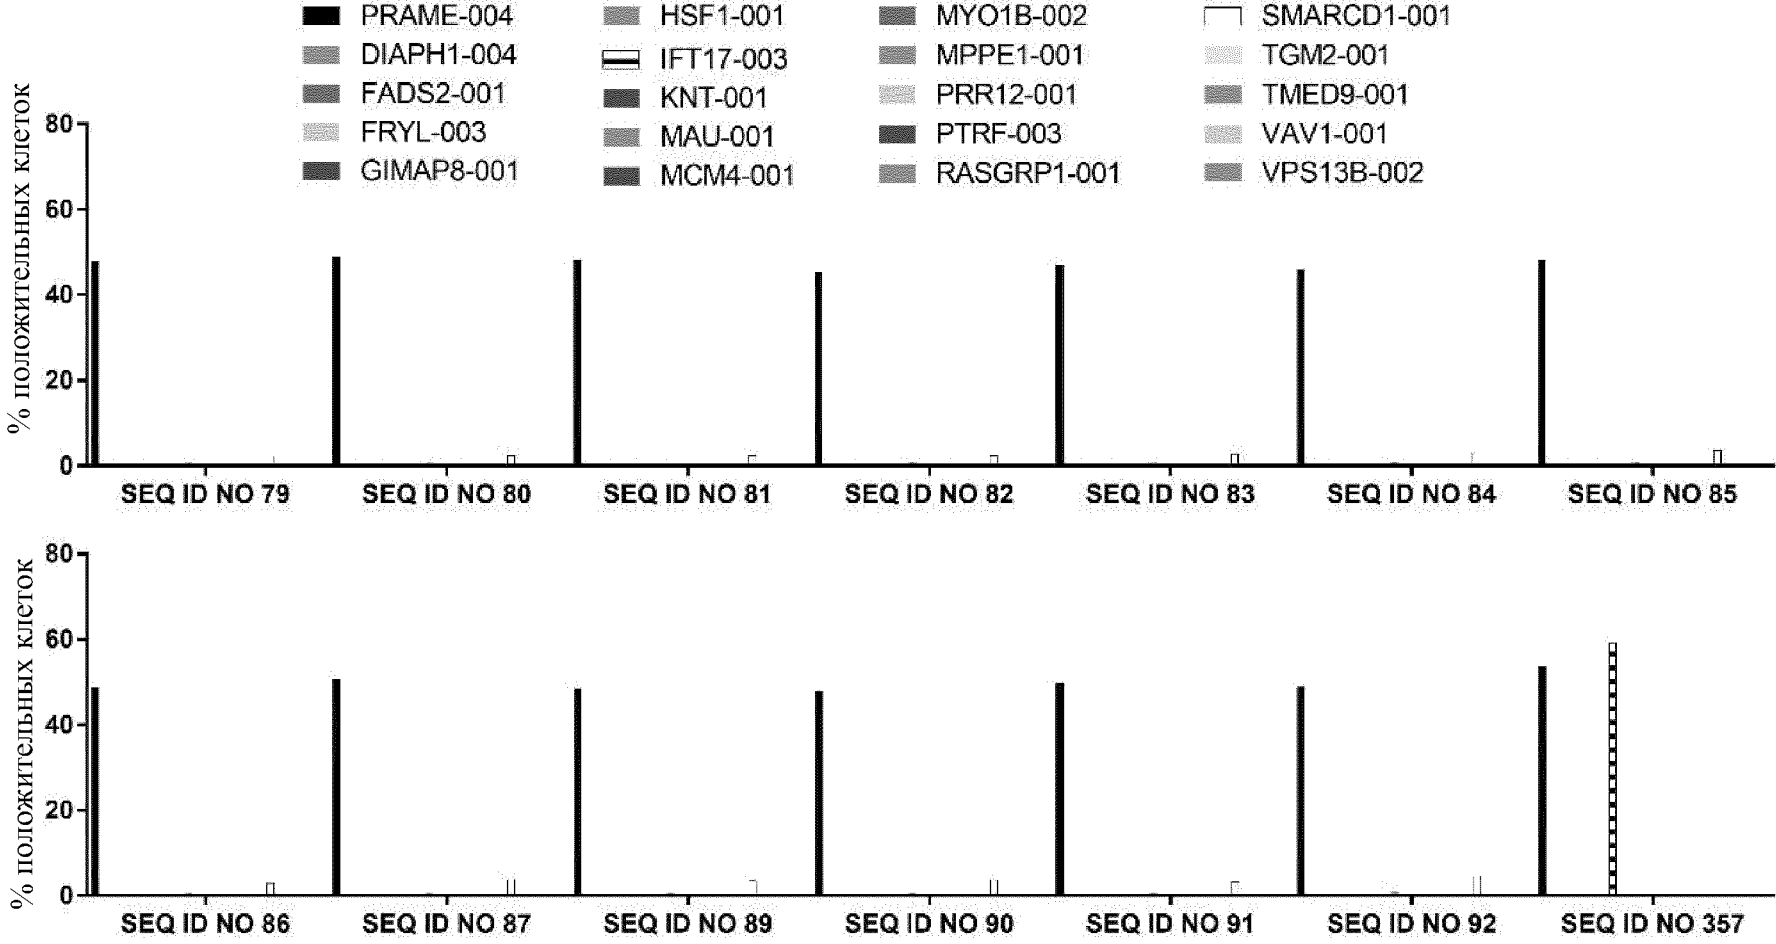 PRAME-004 HSF1-001 MYO1B-002 SMARCD1-001
DIAPH1-004 IFT17-003 MPPE1-001 TGM2-001
FADS2-001 KNT-001 PRR12-001 TMED9-001
FRYL-003 MAU-001 PTRF-003 VAV1-001
GIMAP8-001 MCM4-001 RASGRP1-001 VPS13B-002
% положительных клеток
80
60
40
20
0
SEQ ID NO 79 SEQ ID NO 80 SEQ ID NO 81 SEQ ID NO 82 SEQ ID NO 83 SEQ ID NO 84 SEQ ID NO 85
% положительных клеток
80
60
40
20
0
SEQ ID NO 86 SEQ ID NO 87 SEQ ID NO 89 SEQ ID NO 90 SEQ ID NO 91 SEQ ID NO 92 SEQ ID NO 357